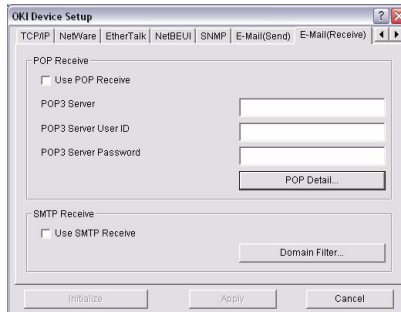 OKI Device Setup
TCP/IP NetWare EtherTalk NetBEUI SNMP E-Mail(Send) E-Mail(Receive)
POP Receive
Use POP Receive
POP3 Server
POP3 Server User ID
POP3 Server Password
POP Detail...
SMTP Receive
Use SMTP Receive
Domain Filter...
Initialize Apply Cancel